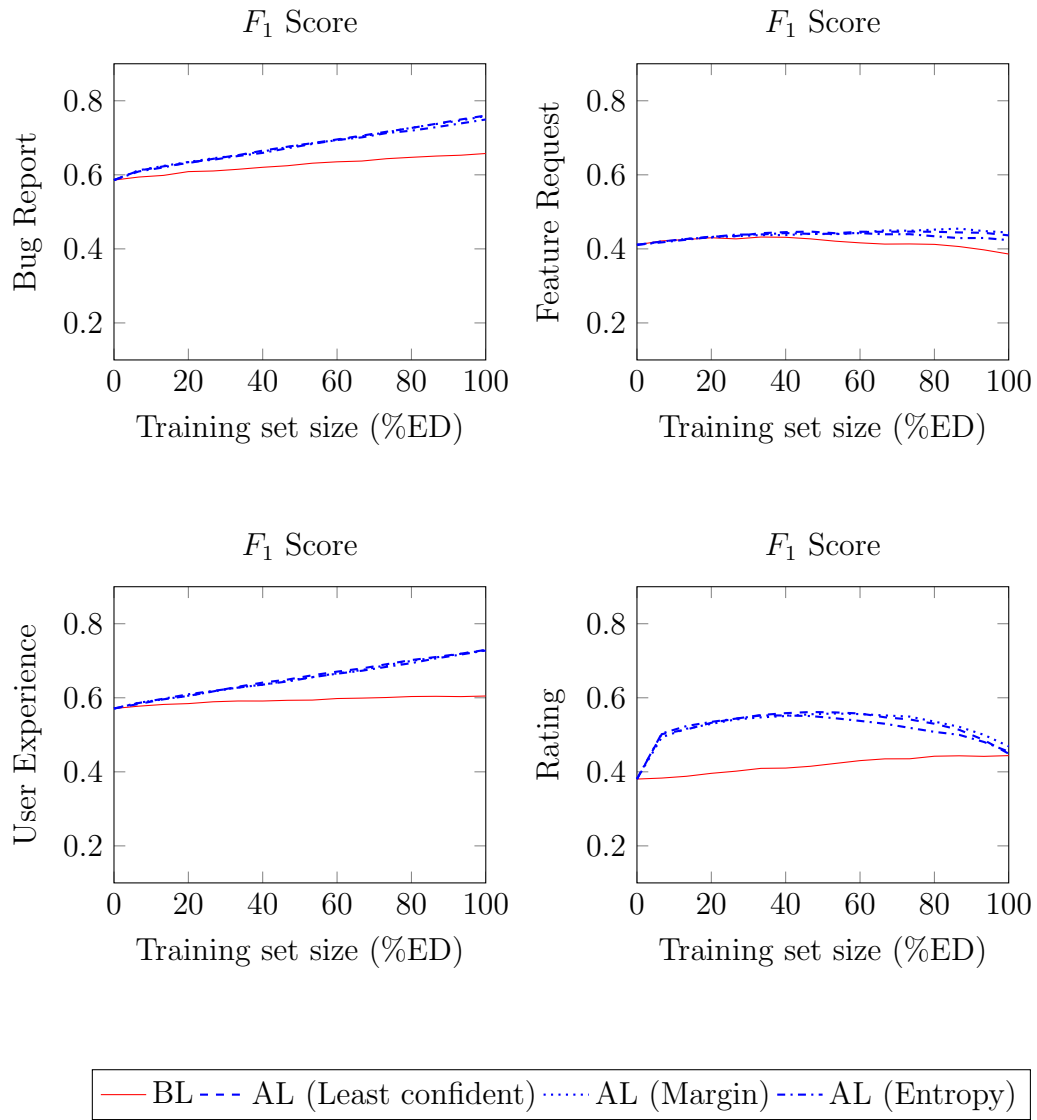 F₁ Score
Bug Report
0.8
0.6
0.4
0.2
0 20 40 60 80 100
Training set size (%ED)
F₁ Score
Feature Request
0.8
0.6
0.4
0.2
0 20 40 60 80 100
Training set size (%ED)
F₁ Score
User Experience
0.8
0.6
0.4
0.2
0 20 40 60 80 100
Training set size (%ED)
F₁ Score
Rating
0.8
0.6
0.4
0.2
0 20 40 60 80 100
Training set size (%ED)
BL AL (Least confident) AL (Margin) AL (Entropy)